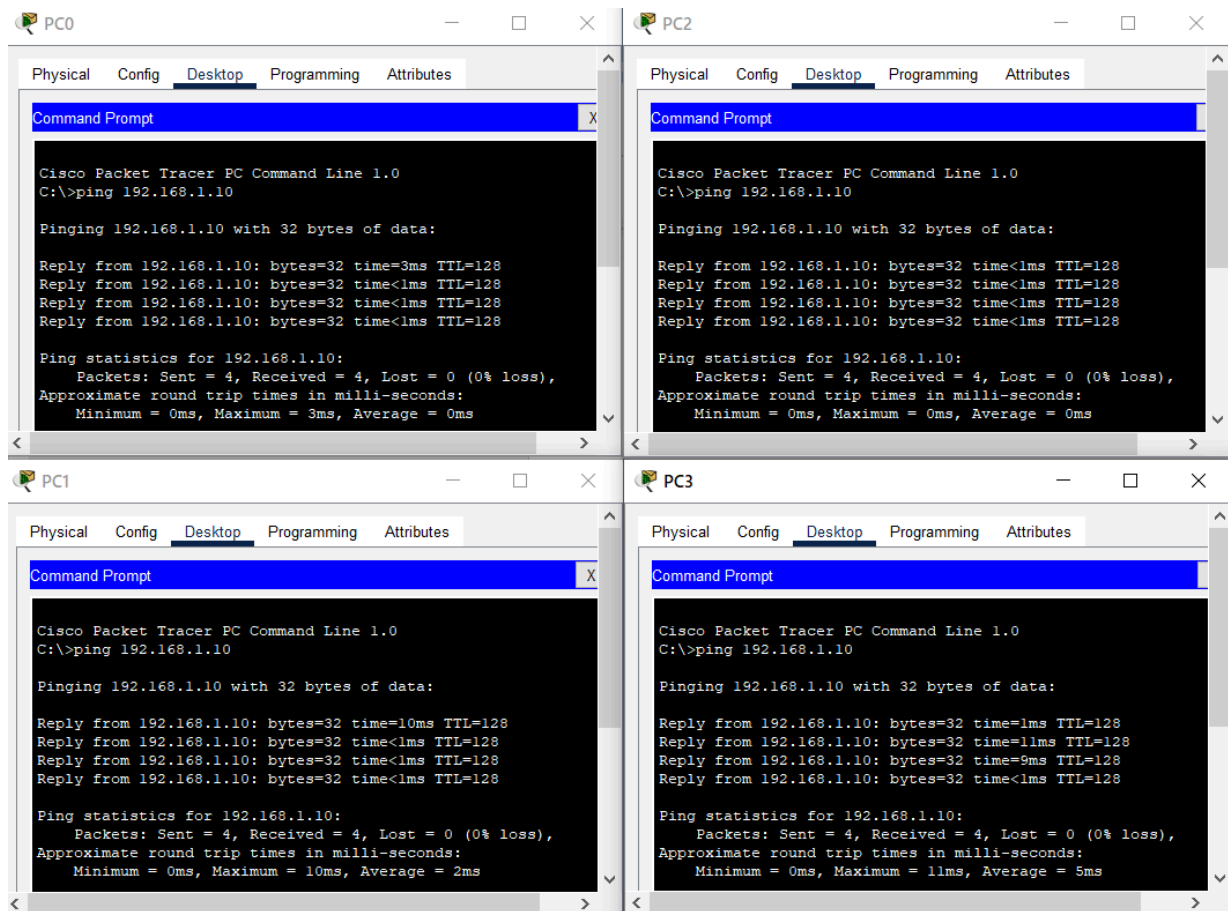 PC0
Physical Config Desktop Programming Attributes
Command Prompt X
Cisco Packet Tracer PC Command Line 1.0
C:\>ping 192.168.1.10
Pinging 192.168.1.10 with 32 bytes of data:
Reply from 192.168.1.10: bytes=32 time=3ms TTL=128
Reply from 192.168.1.10: bytes=32 time<1ms TTL=128
Reply from 192.168.1.10: bytes=32 time<1ms TTL=128
Reply from 192.168.1.10: bytes=32 time<1ms TTL=128
Ping statistics for 192.168.1.10:
Packets: Sent = 4, Received = 4, Lost = 0 (0% loss),
Approximate round trip times in milli-seconds:
Minimum = 0ms, Maximum = 3ms, Average = 0ms
PC2
Physical Config Desktop Programming Attributes
Command Prompt
Cisco Packet Tracer PC Command Line 1.0
C:\>ping 192.168.1.10
Pinging 192.168.1.10 with 32 bytes of data:
Reply from 192.168.1.10: bytes=32 time<1ms TTL=128
Reply from 192.168.1.10: bytes=32 time<1ms TTL=128
Reply from 192.168.1.10: bytes=32 time<1ms TTL=128
Reply from 192.168.1.10: bytes=32 time<1ms TTL=128
Ping statistics for 192.168.1.10:
Packets: Sent = 4, Received = 4, Lost = 0 (0% loss),
Approximate round trip times in milli-seconds:
Minimum = 0ms, Maximum = 0ms, Average = 0ms
PC1
Physical Config Desktop Programming Attributes
Command Prompt X
Cisco Packet Tracer PC Command Line 1.0
C:\>ping 192.168.1.10
Pinging 192.168.1.10 with 32 bytes of data:
Reply from 192.168.1.10: bytes=32 time=10ms TTL=128
Reply from 192.168.1.10: bytes=32 time<1ms TTL=128
Reply from 192.168.1.10: bytes=32 time<1ms TTL=128
Reply from 192.168.1.10: bytes=32 time<1ms TTL=128
Ping statistics for 192.168.1.10:
Packets: Sent = 4, Received = 4, Lost = 0 (0% loss),
Approximate round trip times in milli-seconds:
Minimum = 0ms, Maximum = 10ms, Average = 2ms
PC3
Physical Config Desktop Programming Attributes
Command Prompt
Cisco Packet Tracer PC Command Line 1.0
C:\>ping 192.168.1.10
Pinging 192.168.1.10 with 32 bytes of data:
Reply from 192.168.1.10: bytes=32 time=1ms TTL=128
Reply from 192.168.1.10: bytes=32 time=11ms TTL=128
Reply from 192.168.1.10: bytes=32 time=9ms TTL=128
Reply from 192.168.1.10: bytes=32 time<1ms TTL=128
Ping statistics for 192.168.1.10:
Packets: Sent = 4, Received = 4, Lost = 0 (0% loss),
Approximate round trip times in milli-seconds:
Minimum = 0ms, Maximum = 11ms, Average = 5ms